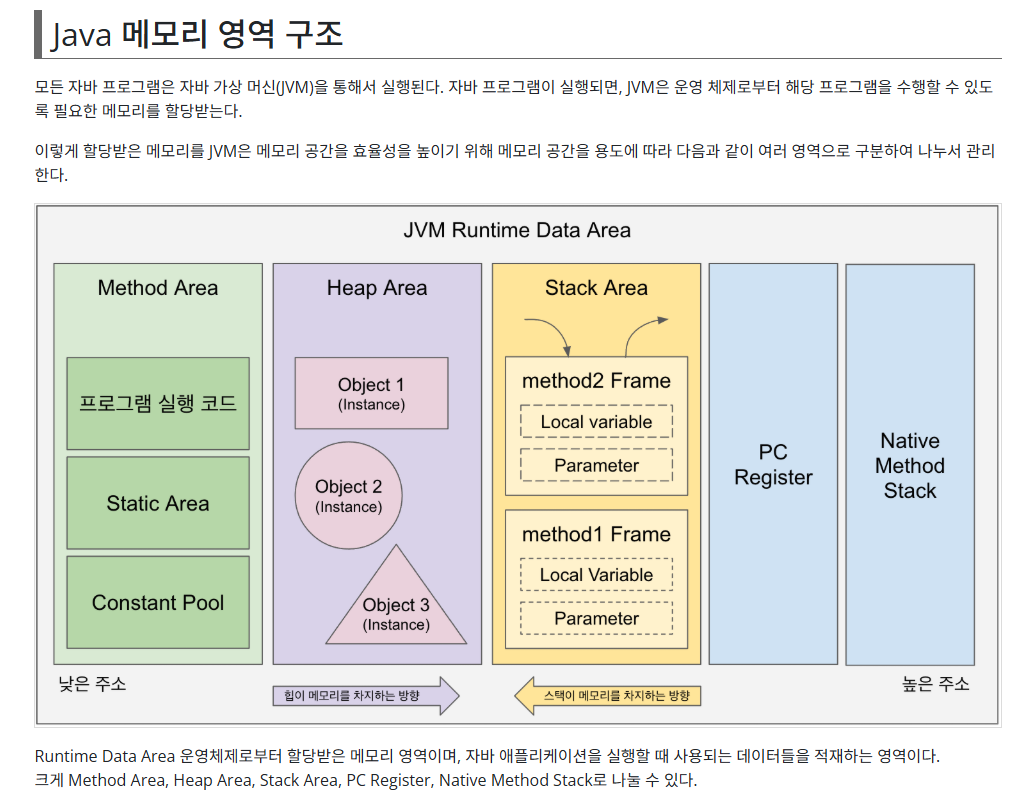 Java 메모리 영역 구조
모든 자바 프로그램은 자바 가상 머신(JVM)을 통해서 실행된다. 자바 프로그램이 실행되면, JVM은 운영 체제로부터 해당 프로그램을 수행할 수 있도
록 필요한 메모리를 할당받는다.
이렇게 할당받은 메모리를 JVM은 메모리 공간을 효율성을 높이기 위해 메모리 공간을 용도에 따라 다음과 같이 여러 영역으로 구분하여 나누서 관리
한다.
JVM Runtime Data Area
Method Area
프로그램 실행 코드
Static Area
Constant Pool
Heap Area
Object 1
(Instance)
Object 2
(Instance)
Object 3
(Instance)
Stack Area
method2 Frame
Local variable
Parameter
method1 Frame
Local Variable
Parameter
PC
Register
Native
Method
Stack
낮은 주소
힙이 메모리를 차지하는 방향
스택이 메모리를 차지하는 방향
높은 주소
Runtime Data Area 운영체제로부터 할당받은 메모리 영역이며, 자바 애플리케이션을 실행할 때 사용되는 데이터들을 적재하는 영역이다.
크게 Method Area, Heap Area, Stack Area, PC Register, Native Method Stack로 나눌 수 있다.